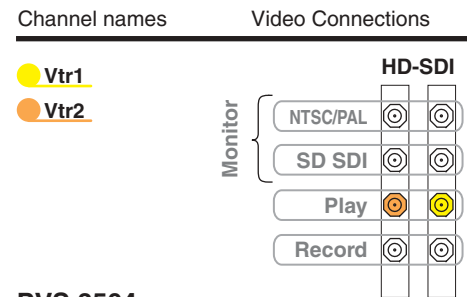 Channel names Video Connections
HD-SDI
Vtr1
Vtr2
Monitor
NTSC/PAL
SD SDI
Play
Record